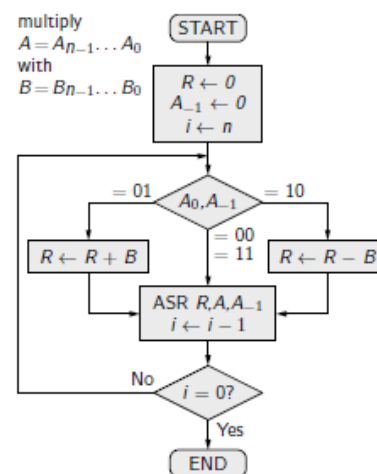 multiply
A = Aₙ₋₁…A₀
with
B = Bₙ₋₁…B₀
START
R ← 0
A₋₁ ← 0
i ← n
A₀,A₋₁
= 01
= 10
= 00
= 11
R ← R + B
R ← R − B
ASR R,A,A₋₁
i ← i − 1
i = 0?
No
Yes
END